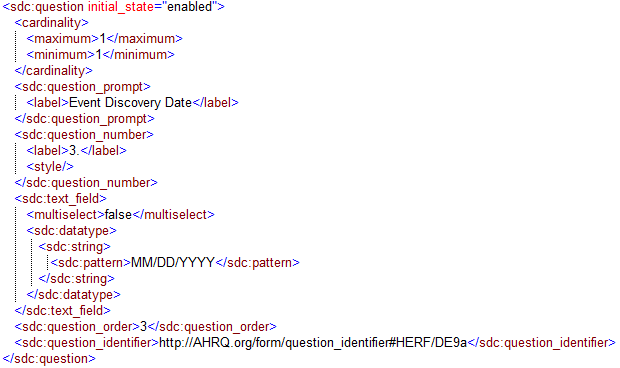 <sdc:question initial_state="enabled">
<cardinality>
<maximum>1</maximum>
<minimum>1</minimum>
</cardinality>
<sdc:question_prompt>
<label>Event Discovery Date</label>
</sdc:question_prompt>
<sdc:question_number>
<label>3.</label>
<style/>
</sdc:question_number>
<sdc:text_field>
<multiselect>false</multiselect>
<sdc:datatype>
<sdc:string>
<sdc:pattern>MM/DD/YYYY</sdc:pattern>
</sdc:string>
</sdc:datatype>
</sdc:text_field>
<sdc:question_order>3</sdc:question_order>
<sdc:question_identifier>http://AHRQ.org/form/question_identifier#HERF/DE9a</sdc:question_identifier>
</sdc:question>